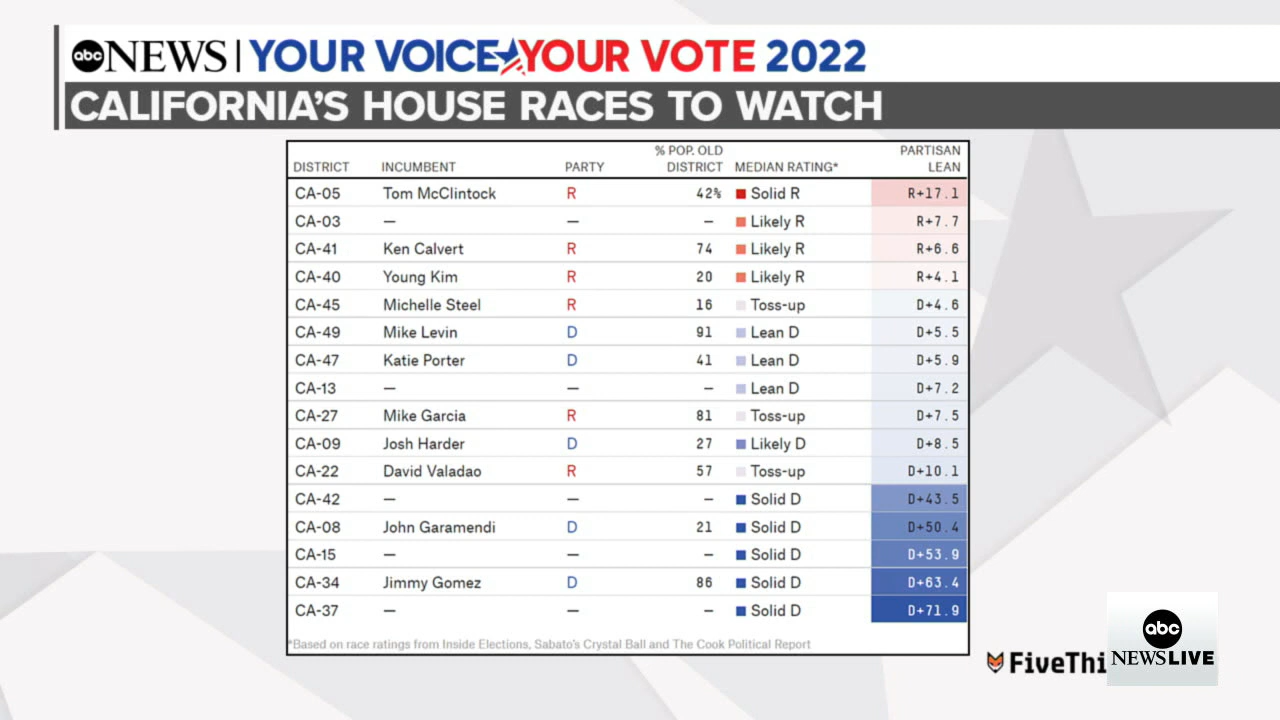 abc NEWS | YOUR VOICE YOUR VOTE 2022
CALIFORNIA'S HOUSE RACES TO WATCH
DISTRICT INCUMBENT PARTY % POP. OLD DISTRICT MEDIAN RATING* PARTISAN LEAN
CA-05 Tom McClintock R 42% Solid R R+17.1
CA-03 — — – Likely R R+7.7
CA-41 Ken Calvert R 74 Likely R R+6.6
CA-40 Young Kim R 20 Likely R R+4.1
CA-45 Michelle Steel R 16 Toss-up D+4.6
CA-49 Mike Levin D 91 Lean D D+5.5
CA-47 Katie Porter D 41 Lean D D+5.9
CA-13 — — – Lean D D+7.2
CA-27 Mike Garcia R 81 Toss-up D+7.5
CA-09 Josh Harder D 27 Likely D D+8.5
CA-22 David Valadao R 57 Toss-up D+10.1
CA-42 — — – Solid D D+43.5
CA-08 John Garamendi D 21 Solid D D+50.4
CA-15 — — – Solid D D+53.9
CA-34 Jimmy Gomez D 86 Solid D D+63.4
CA-37 — — – Solid D D+71.9
*Based on race ratings from Inside Elections, Sabato's Crystal Ball and The Cook Political Report
FiveThi
abc
NEWS LIVE